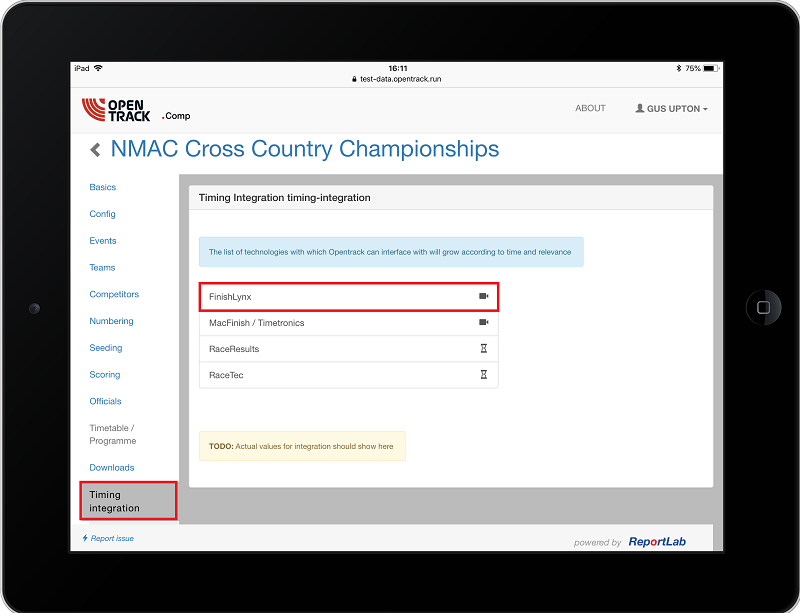 iPad
16:11
75%
test-data.opentrack.run
OPEN
TRACK
.Comp
ABOUT
GUS UPTON
NMAC Cross Country Championships
Basics
Config
Events
Teams
Competitors
Numbering
Seeding
Scoring
Officials
Timetable /
Programme
Downloads
Timing
integration
Timing Integration timing-integration
The list of technologies with which Opentrack can interface with will grow according to time and relevance
FinishLynx
MacFinish / Timetronics
RaceResults
RaceTec
TODO: Actual values for integration should show here
Report issue
powered by ReportLab